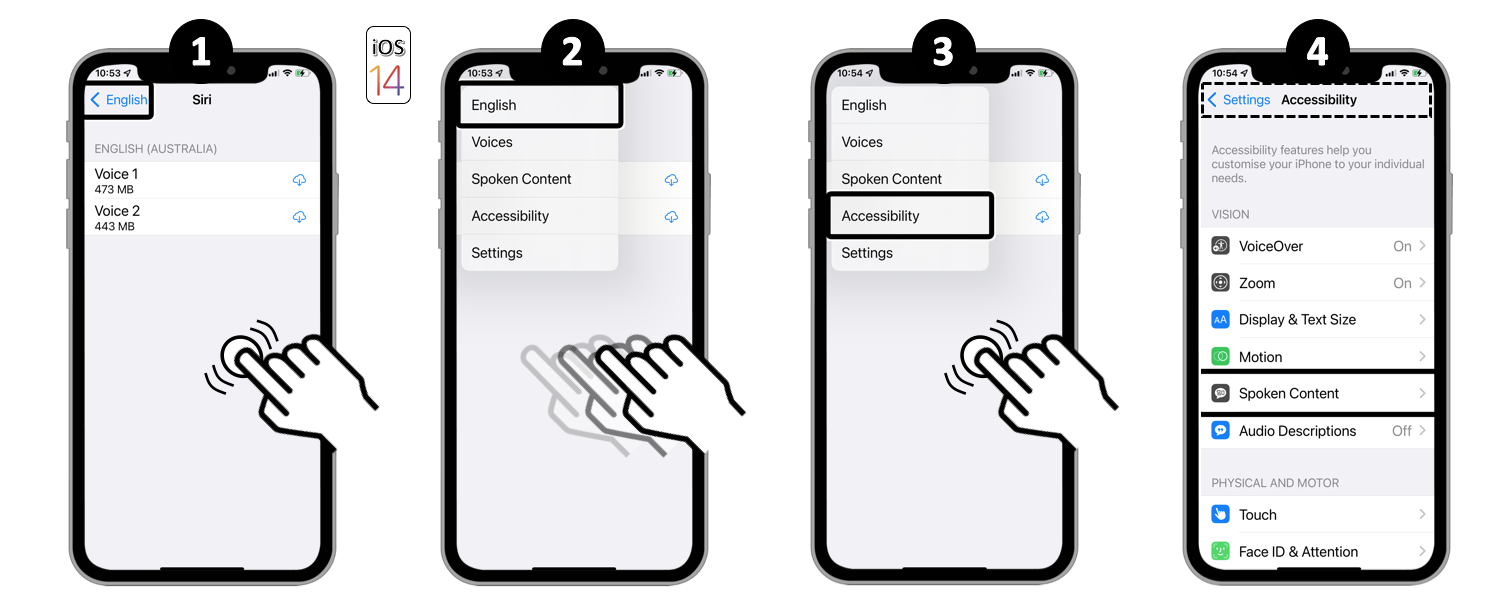 1
10:53
English
Siri
ENGLISH (AUSTRALIA)
Voice 1
473 MB
Voice 2
443 MB
iOS
14
2
10:53
English
Voices
Spoken Content
Accessibility
Settings
3
10:54
English
Voices
Spoken Content
Accessibility
Settings
4
10:54
Settings Accessibility
Accessibility features help you
customise your iPhone to your individual
needs.
VISION
VoiceOver On
Zoom On
AA Display & Text Size
Motion
Spoken Content
Audio Descriptions Off
PHYSICAL AND MOTOR
Touch
Face ID & Attention